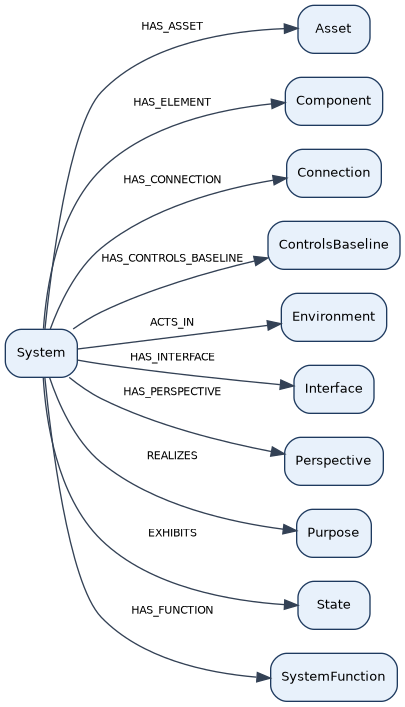 HAS_ASSET
Asset
HAS_ELEMENT
Component
HAS_CONNECTION
Connection
HAS_CONTROLS_BASELINE
ControlsBaseline
ACTS_IN
Environment
System
HAS_INTERFACE
Interface
HAS_PERSPECTIVE
Perspective
REALIZES
Purpose
EXHIBITS
State
HAS_FUNCTION
SystemFunction